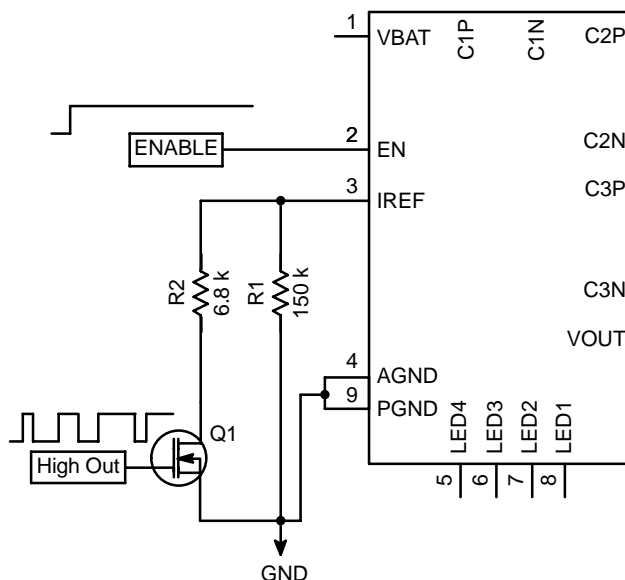 1
VBAT
C1P
C1N
C2P
ENABLE
2
EN
C2N
3
IREF
C3P
R2
6.8 k
R1
150 k
C3N
VOUT
4
AGND
9
PGND
LED4
LED3
LED2
LED1
Q1
High Out
5
6
7
8
GND